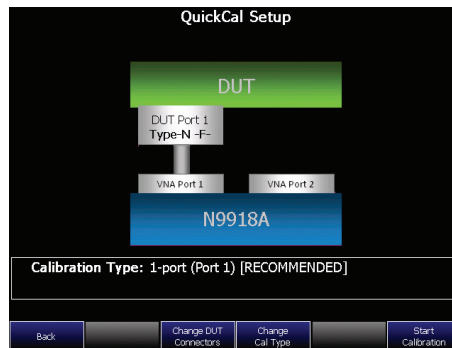 QuickCal Setup
DUT
DUT Port 1
Type-N -F-
VNA Port 1
VNA Port 2
N9918A
Calibration Type: 1-port (Port 1) [RECOMMENDED]
Back
Change DUT
Connectors
Change
Cal Type
Start
Calibration